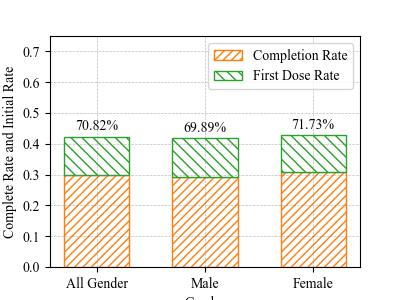 Completion Rate
First Dose Rate
Complete Rate and Initial Rate
0.7
0.6
0.5
0.4
0.3
0.2
0.1
0.0
70.82%
69.89%
71.73%
All Gender
Male
Female